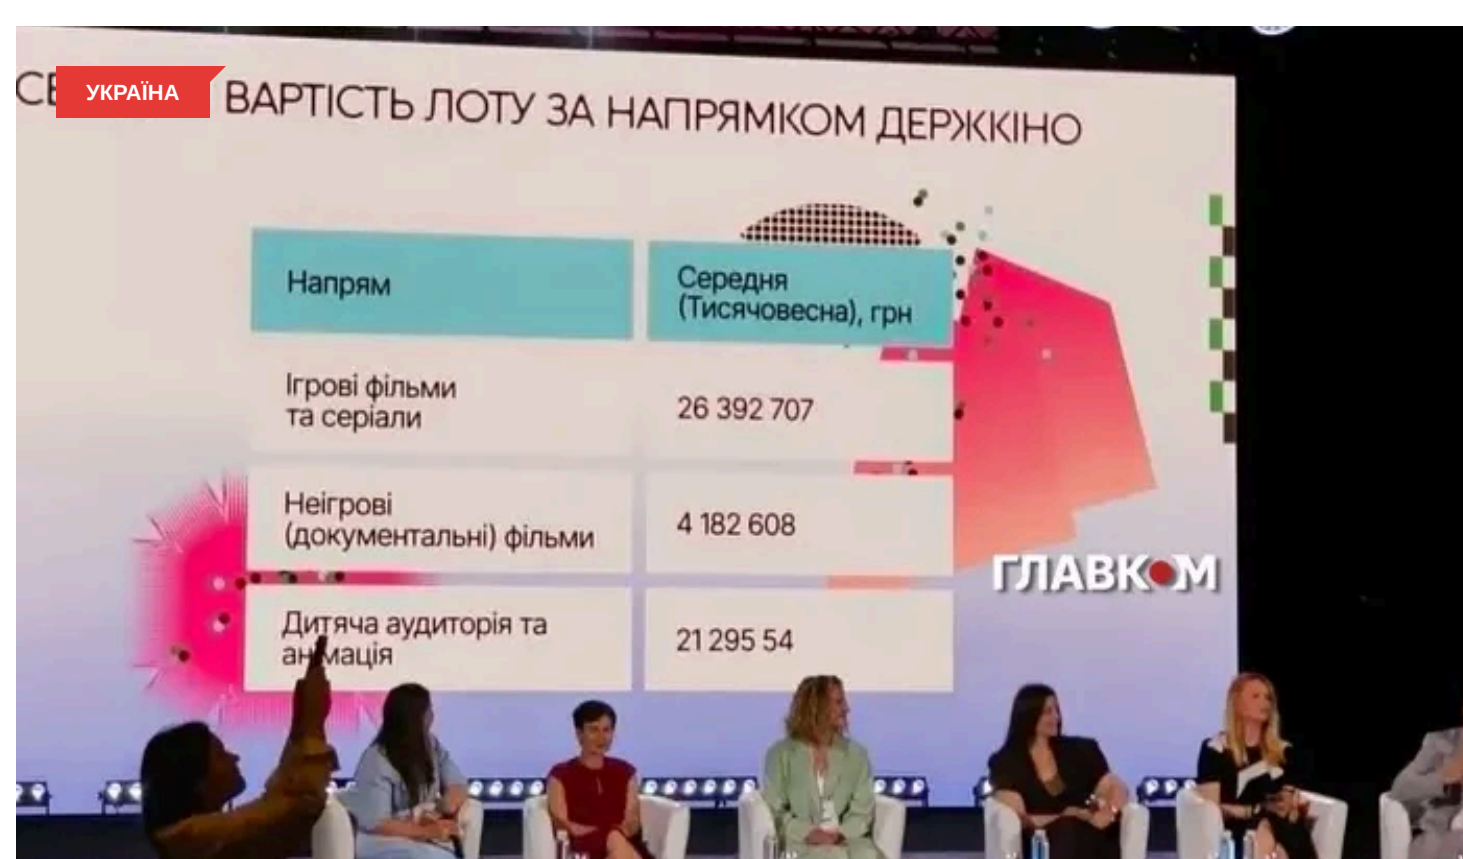 УКРАЇНА
ВАРТІСТЬ ЛОТУ ЗА НАПРЯМКОМ ДЕРЖКІНО
Напрям
Середня
(Тисячовесна), грн
Ігрові фільми
та серіали
26 392 707
Неігрові
(документальні) фільми
4 182 608
Дитяча аудиторія та
анімація
21 295 54
ГЛАВКОМ